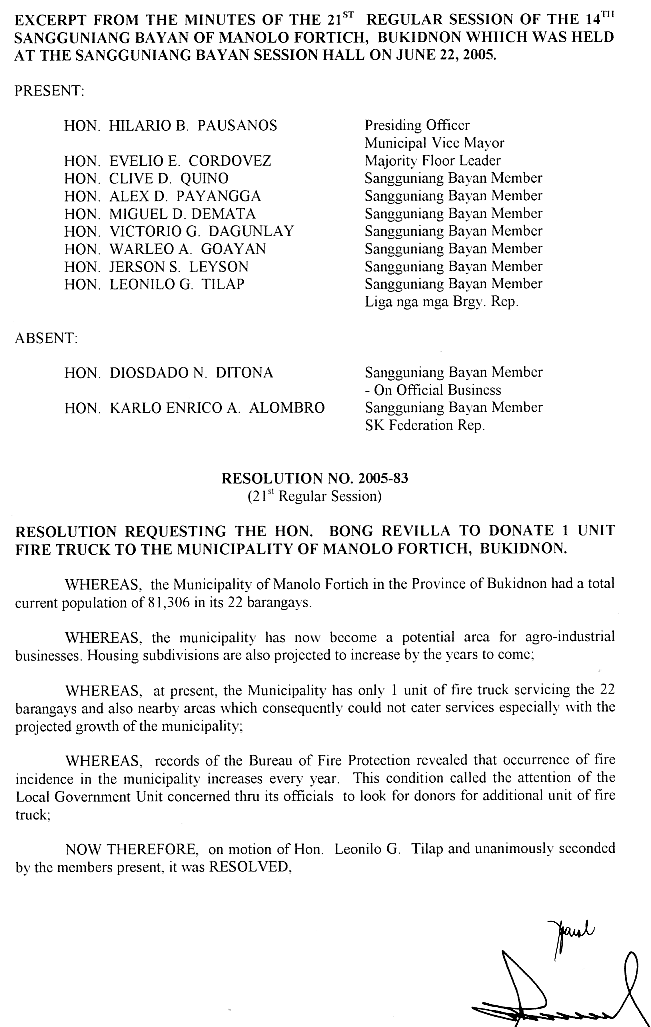 EXCERPT FROM THE MINUTES OF THE 21ST REGULAR SESSION OF THE 14TH
SANGGUNIANG BAYAN OF MANOLO FORTICH, BUKIDNON WHIICH WAS HELD
AT THE SANGGUNIANG BAYAN SESSION HALL ON JUNE 22, 2005.
PRESENT:
HON. HILARIO B. PAUSANOS Presiding Officer
Municipal Vice Mayor
HON. EVELIO E. CORDOVEZ Majority Floor Leader
HON. CLIVE D. QUINO Sangguniang Bayan Member
HON. ALEX D. PAYANGGA Sangguniang Bayan Member
HON. MIGUEL D. DEMATA Sangguniang Bayan Member
HON. VICTORIO G. DAGUNLAY Sangguniang Bayan Member
HON. WARLEO A. GOAYAN Sangguniang Bayan Member
HON. JERSON S. LEYSON Sangguniang Bayan Member
HON. LEONILO G. TILAP Sangguniang Bayan Member
Liga nga mga Brgy. Rep.
ABSENT:
HON. DIOSDADO N. DITONA Sangguniang Bayan Member
- On Official Business
HON. KARLO ENRICO A. ALOMBRO Sangguniang Bayan Member
SK Federation Rep.
RESOLUTION NO. 2005-83
(21st Regular Session)
RESOLUTION REQUESTING THE HON. BONG REVILLA TO DONATE 1 UNIT
FIRE TRUCK TO THE MUNICIPALITY OF MANOLO FORTICH, BUKIDNON.
WHEREAS, the Municipality of Manolo Fortich in the Province of Bukidnon had a total
current population of 81,306 in its 22 barangays.
WHEREAS, the municipality has now become a potential area for agro-industrial
businesses. Housing subdivisions are also projected to increase by the years to come;
WHEREAS, at present, the Municipality has only 1 unit of fire truck servicing the 22
barangays and also nearby areas which consequently could not cater services especially with the
projected growth of the municipality;
WHEREAS, records of the Bureau of Fire Protection revealed that occurrence of fire
incidence in the municipality increases every year. This condition called the attention of the
Local Government Unit concerned thru its officials to look for donors for additional unit of fire
truck;
NOW THEREFORE, on motion of Hon. Leonilo G. Tilap and unanimously seconded
by the members present, it was RESOLVED,